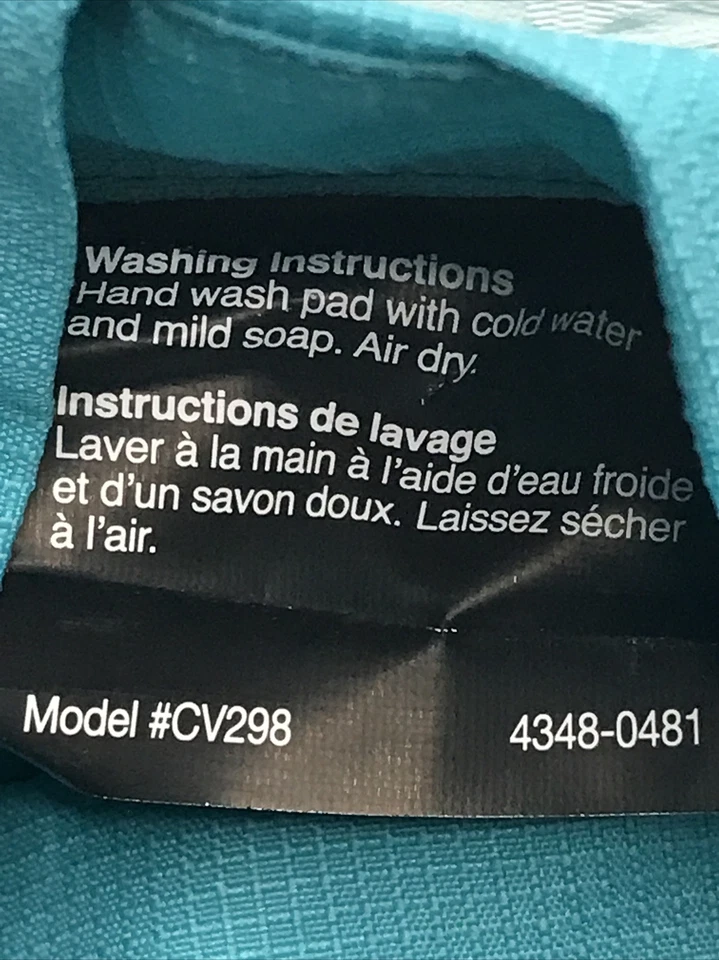 Washing Instructions
Hand wash pad with cold water
and mild soap. Air dry.
Instructions de lavage
Laver à la main à l'aide d'eau froide
et d'un savon doux. Laissez sécher
à l'air.
Model #CV298 4348-0481